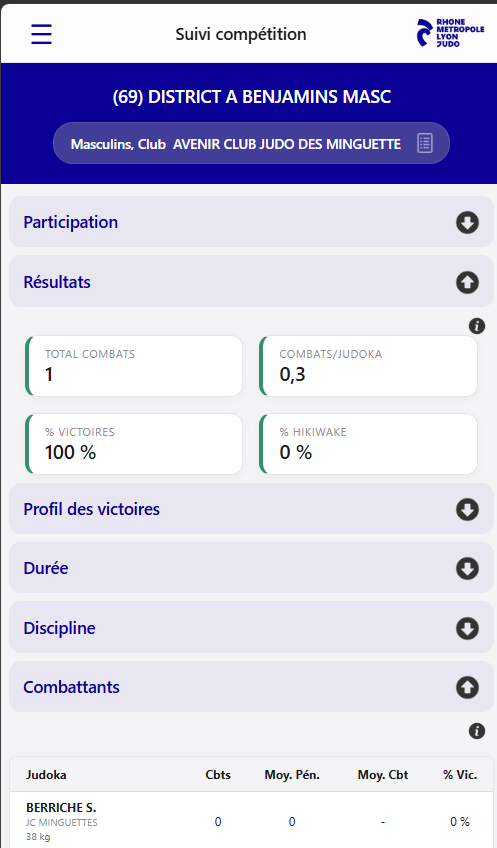 Suivi compétition
RHONE
METROPOLE
LYON
JUDO
(69) DISTRICT A BENJAMINS MASC
Masculins, Club AVENIR CLUB JUDO DES MINGUETTE
Participation
Résultats
i
TOTAL COMBATS
1
COMBATS/JUDOKA
0,3
% VICTOIRES
100 %
% HIKIWAKE
0 %
Profil des victoires
Durée
Discipline
Combattants
i
Judoka Cbts Moy. Pén. Moy. Cbt % Vic.
BERRICHE S.
JC MINGUETTES
38 kg
0 0 - 0 %